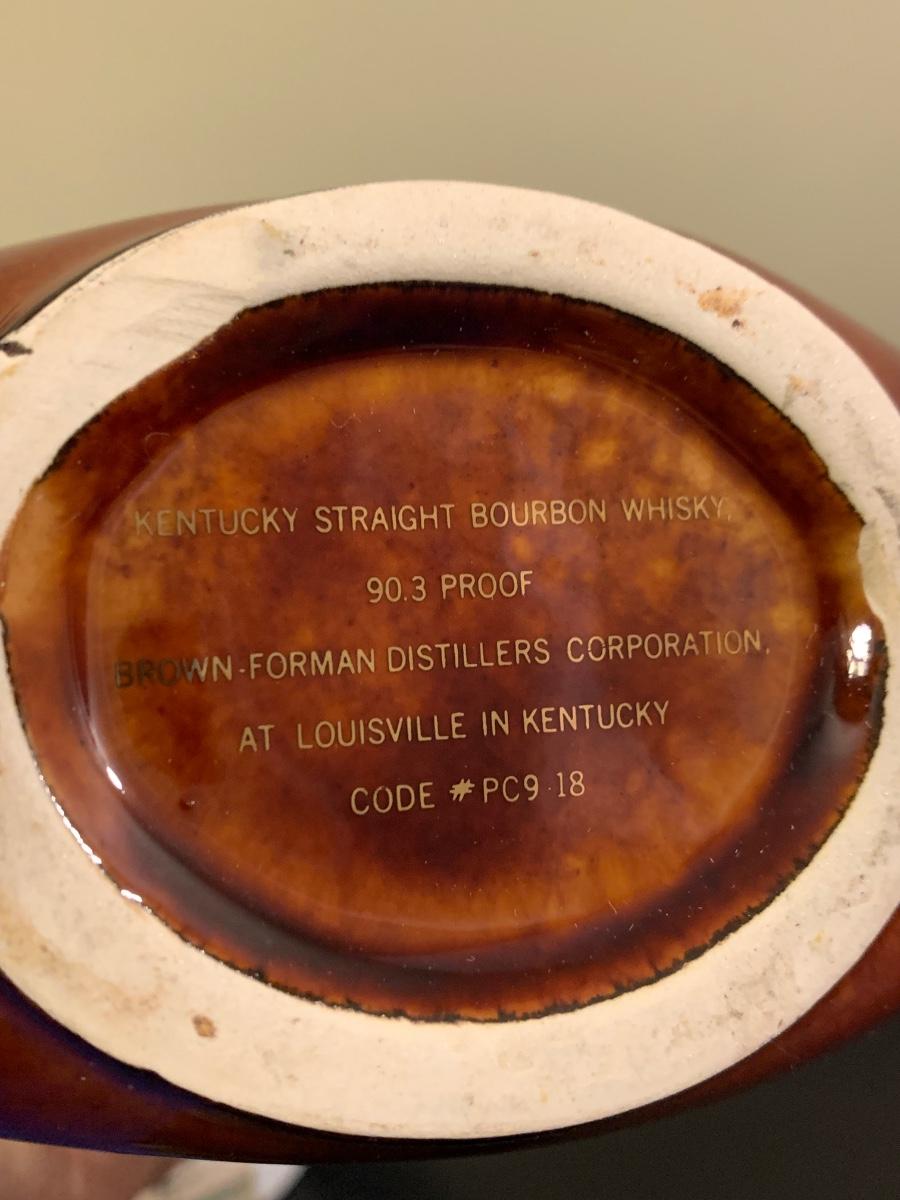 KENTUCKY STRAIGHT BOURBON WHISKY,
90.3 PROOF
BROWN-FORMAN DISTILLERS CORPORATION,
AT LOUISVILLE IN KENTUCKY
CODE #PC9 18